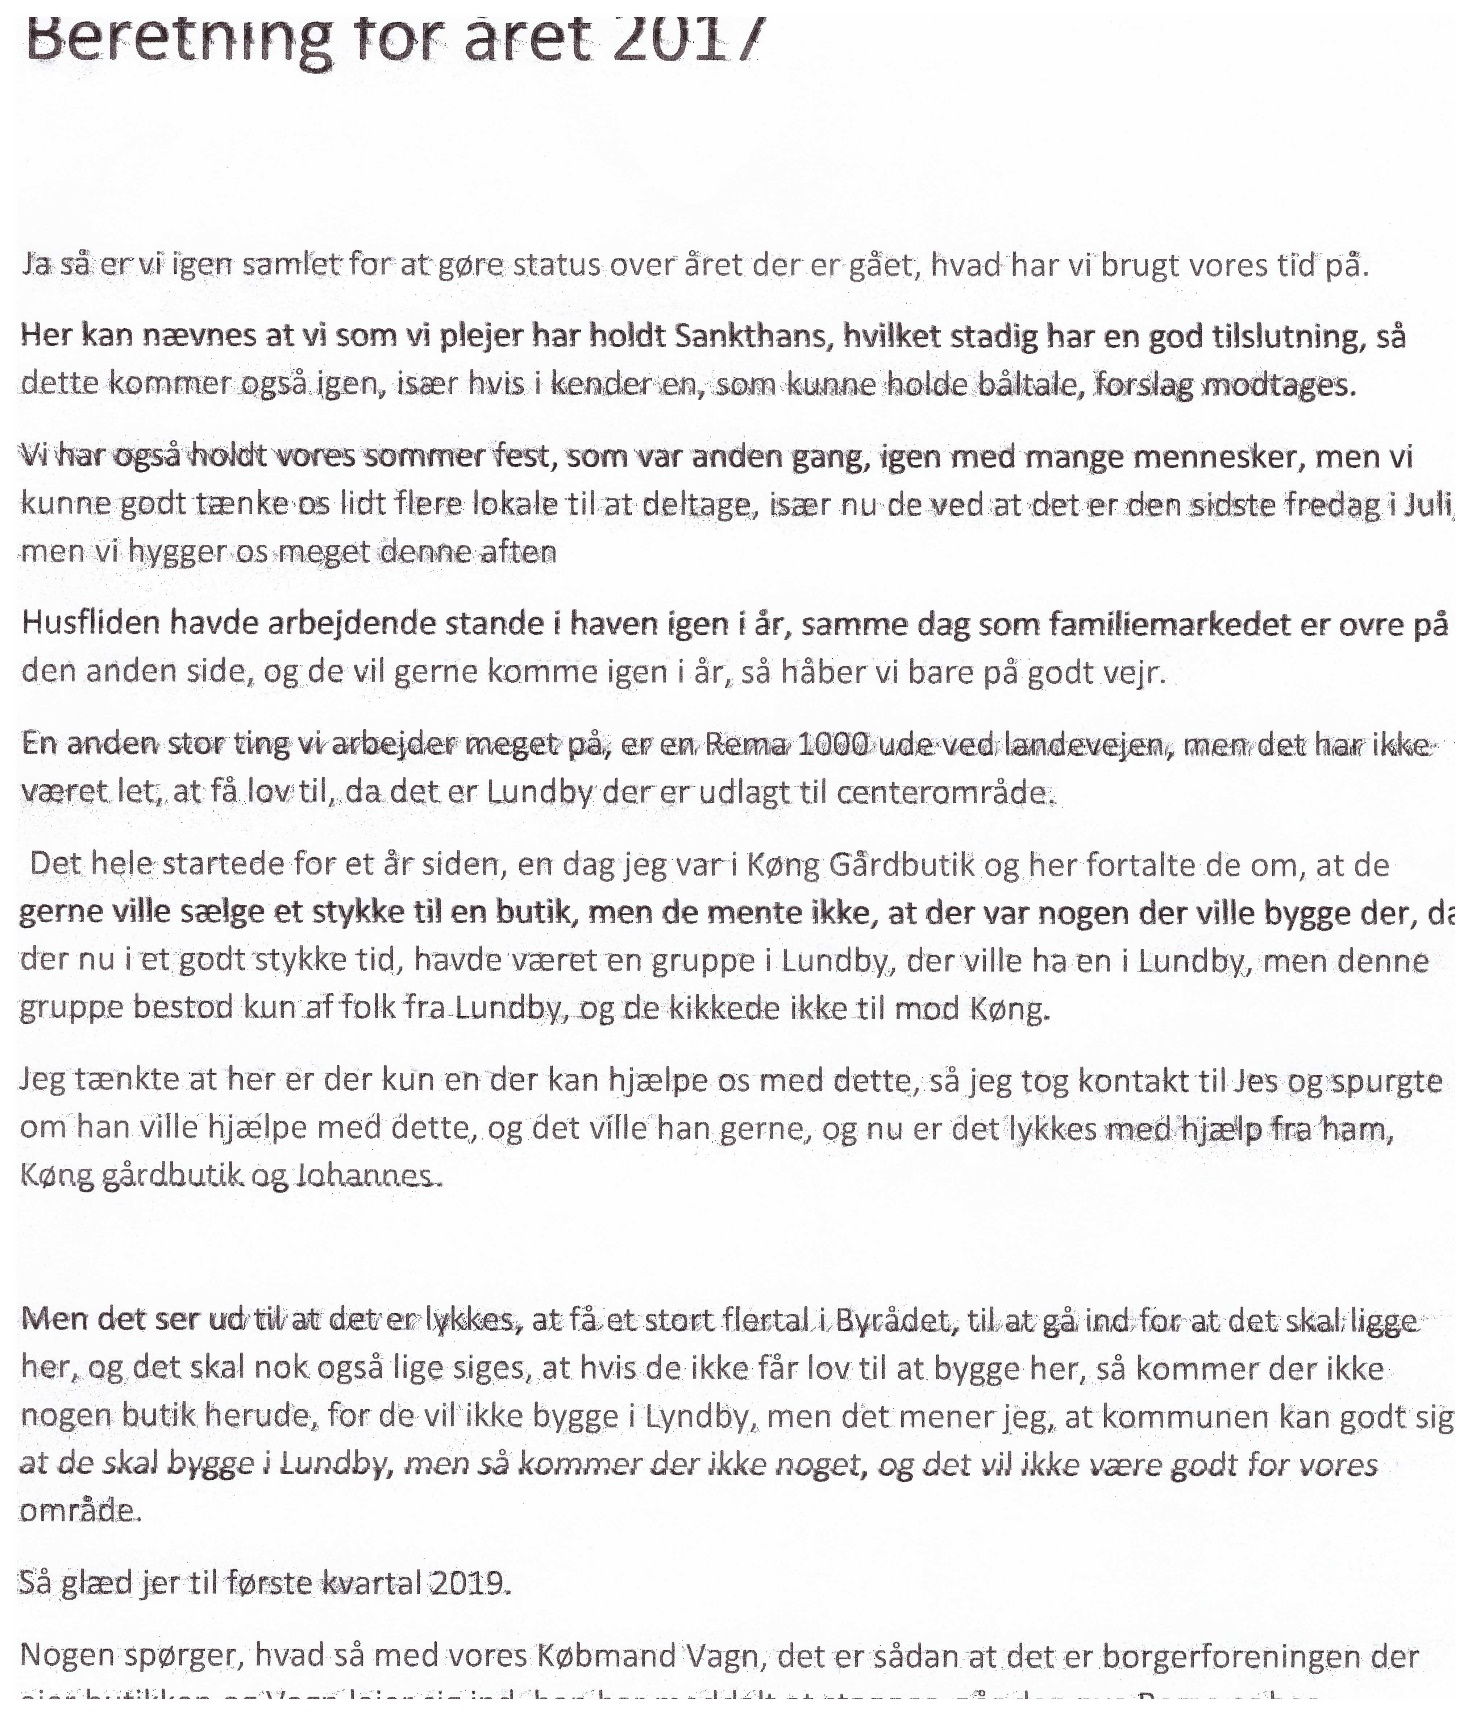 Beretning for året 2017
Ja så er vi igen samlet for at gøre status over året der er gået, hvad har vi brugt vores tid på.
Her kan nævnes at vi som vi plejer har holdt Sankthans, hvilket stadig har en god tilslutning, så
dette kommer også igen, især hvis i kender en, som kunne holde båltale, forslag modtages.
Vi har også holdt vores sommer fest, som var anden gang, igen med mange mennesker, men vi
kunne godt tænke os lidt flere lokale til at deltage, især nu de ved at det er den sidste fredag i Juli,
men vi hygger os meget denne aften
Husfliden havde arbejdende stande i haven igen i år, samme dag som familiemarkedet er ovre på
den anden side, og de vil gerne komme igen i år, så håber vi bare på godt vejr.
En anden stor ting vi arbejder meget på, er en Rema 1000 ude ved landevejen, men det har ikke
været let, at få lov til, da det er Lundby der er udlagt til centerområde.
Det hele startede for et år siden, en dag jeg var i Køng Gårdbutik og her fortalte de om, at de
gerne ville sælge et stykke til en butik, men de mente ikke, at der var nogen der ville bygge der, da
der nu i et godt stykke tid, havde været en gruppe i Lundby, der ville ha en i Lundby, men denne
gruppe bestod kun af folk fra Lundby, og de kikkede ikke til mod Køng.
Jeg tænkte at her er der kun en der kan hjælpe os med dette, så jeg tog kontakt til Jes og spurgte
om han ville hjælpe med dette, og det ville han gerne, og nu er det lykkes med hjælp fra ham,
Køng gårdbutik og Johannes.
Men det ser ud til at det er lykkes, at få et stort flertal i Byrådet, til at gå ind for at det skal ligge
her, og det skal nok også lige siges, at hvis de ikke får lov til at bygge her, så kommer der ikke
nogen butik herude, for de vil ikke bygge i Lyndby, men det mener jeg, at kommunen kan godt sig
at de skal bygge i Lundby, men så kommer der ikke noget, og det vil ikke være godt for vores
område.
Så glæd jer til første kvartal 2019.
Nogen spørger, hvad så med vores Købmand Vagn, det er sådan at det er borgerforeningen der